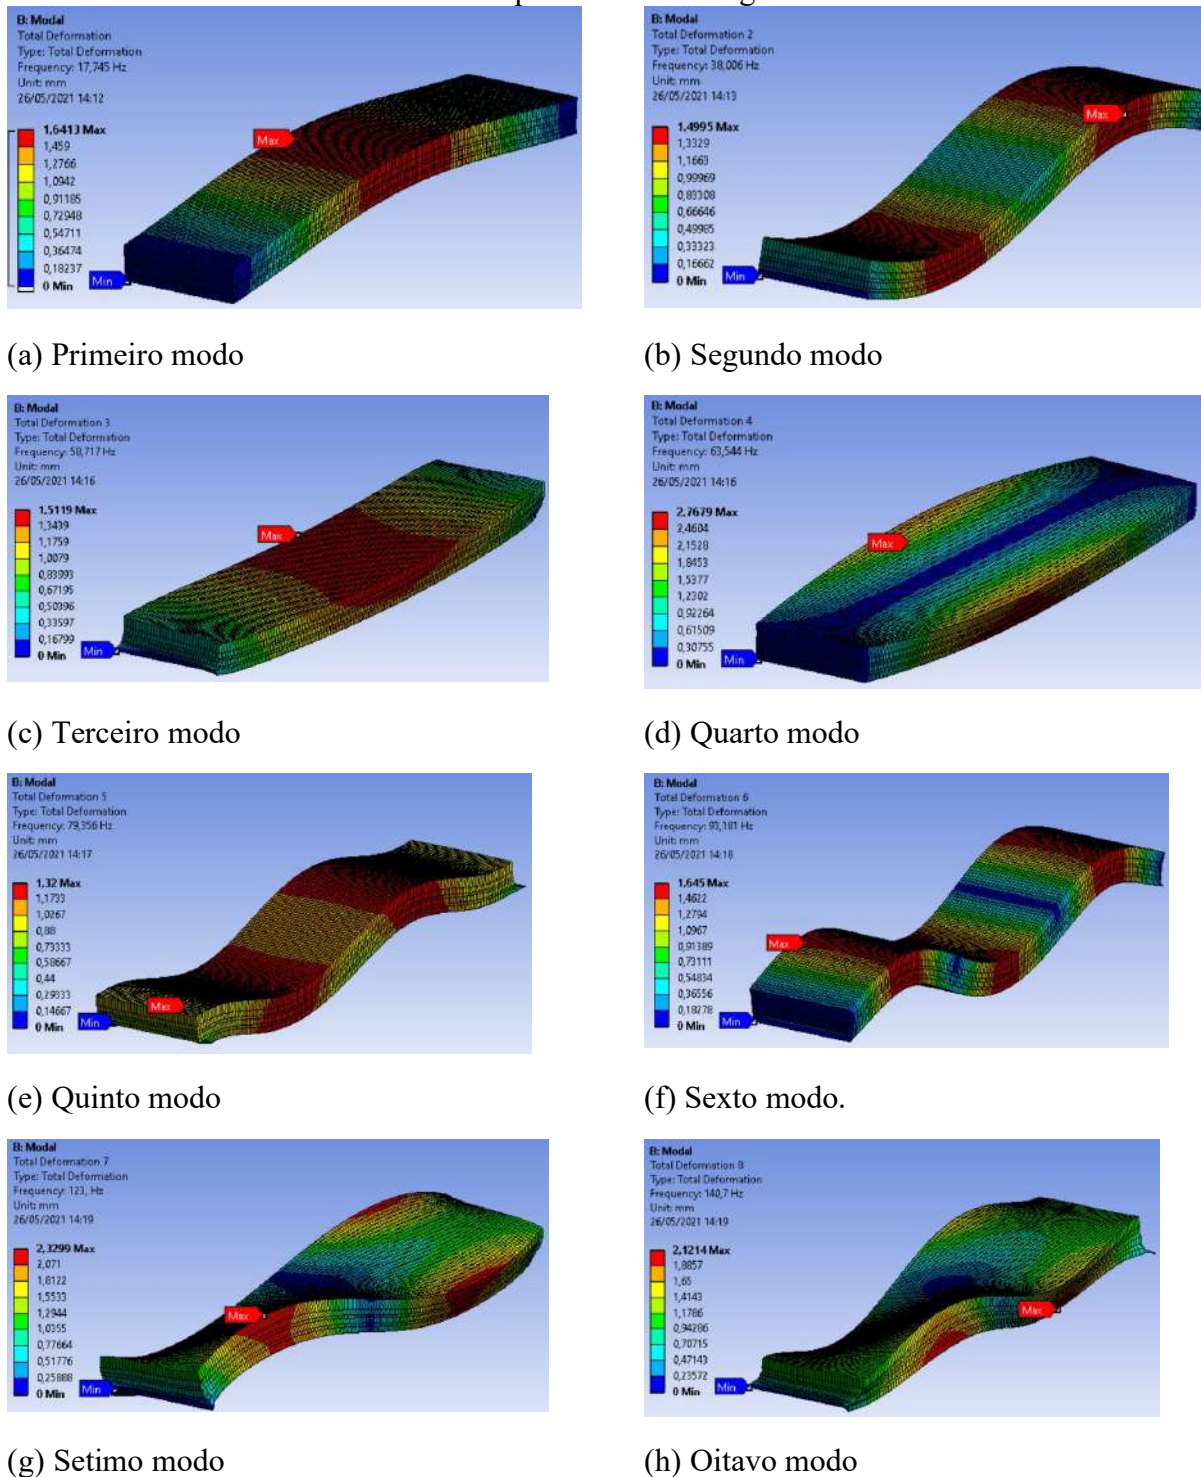 B: Modal
Total Deformation
Type: Total Deformation
Frequency: 17,745 Hz
Unit: mm
26/05/2021 14:12
1,6413 Max
1,459
1,2766
1,0942
0,91185
0,72948
0,54711
0,36474
0,18237
0 Min
Max
Min
(a) Primeiro modo
B: Modal
Total Deformation 2
Type: Total Deformation
Frequency: 38,006 Hz
Unit: mm
26/05/2021 14:13
1,4995 Max
1,3329
1,1663
0,99969
0,83308
0,66646
0,49985
0,33323
0,16662
0 Min
Max
Min
(b) Segundo modo
B: Modal
Total Deformation 3
Type: Total Deformation
Frequency: 58,717 Hz
Unit: mm
26/05/2021 14:16
1,5119 Max
1,3439
1,1759
1,0079
0,83993
0,67195
0,50396
0,33597
0,16799
0 Min
Max
Min
(c) Terceiro modo
B: Modal
Total Deformation 4
Type: Total Deformation
Frequency: 63,544 Hz
Unit: mm
26/05/2021 14:16
2,7679 Max
2,4604
2,1528
1,8453
1,5377
1,2302
0,92264
0,61509
0,30755
0 Min
Max
Min
(d) Quarto modo
B: Modal
Total Deformation 5
Type: Total Deformation
Frequency: 79,356 Hz
Unit: mm
26/05/2021 14:17
1,32 Max
1,1733
1,0267
0,88
0,73333
0,58667
0,44
0,29333
0,14667
0 Min
Max
Min
(e) Quinto modo
B: Modal
Total Deformation 6
Type: Total Deformation
Frequency: 93,181 Hz
Unit: mm
26/05/2021 14:18
1,645 Max
1,4622
1,2794
1,0967
0,91389
0,73111
0,54834
0,36556
0,18278
0 Min
Max
Min
(f) Sexto modo.
B: Modal
Total Deformation 7
Type: Total Deformation
Frequency: 123, Hz
Unit: mm
26/05/2021 14:19
2,3299 Max
2,071
1,8122
1,5533
1,2944
1,0355
0,77664
0,51776
0,25888
0 Min
Max
Min
(g) Setimo modo
B: Modal
Total Deformation 8
Type: Total Deformation
Frequency: 140,7 Hz
Unit: mm
26/05/2021 14:19
2,1214 Max
1,8857
1,65
1,4143
1,1786
0,94286
0,70715
0,47143
0,23572
0 Min
Max
Min
(h) Oitavo modo